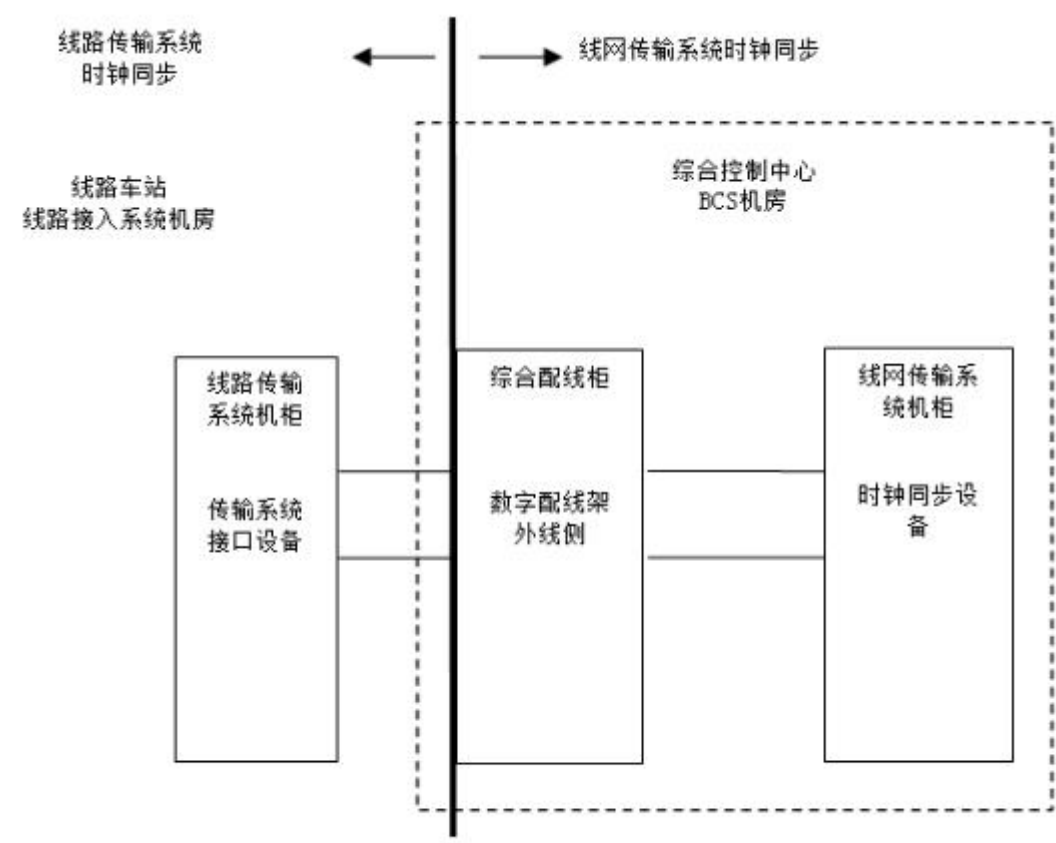 线路传输系统
时钟同步
线网传输系统时钟同步
综合控制中心
BCS机房
线路车站
线路接入系统机房
线路传输
系统机柜
传输系统
接口设备
综合配线柜
数字配线架
外线侧
线网传输系
统机柜
时钟同步设
备